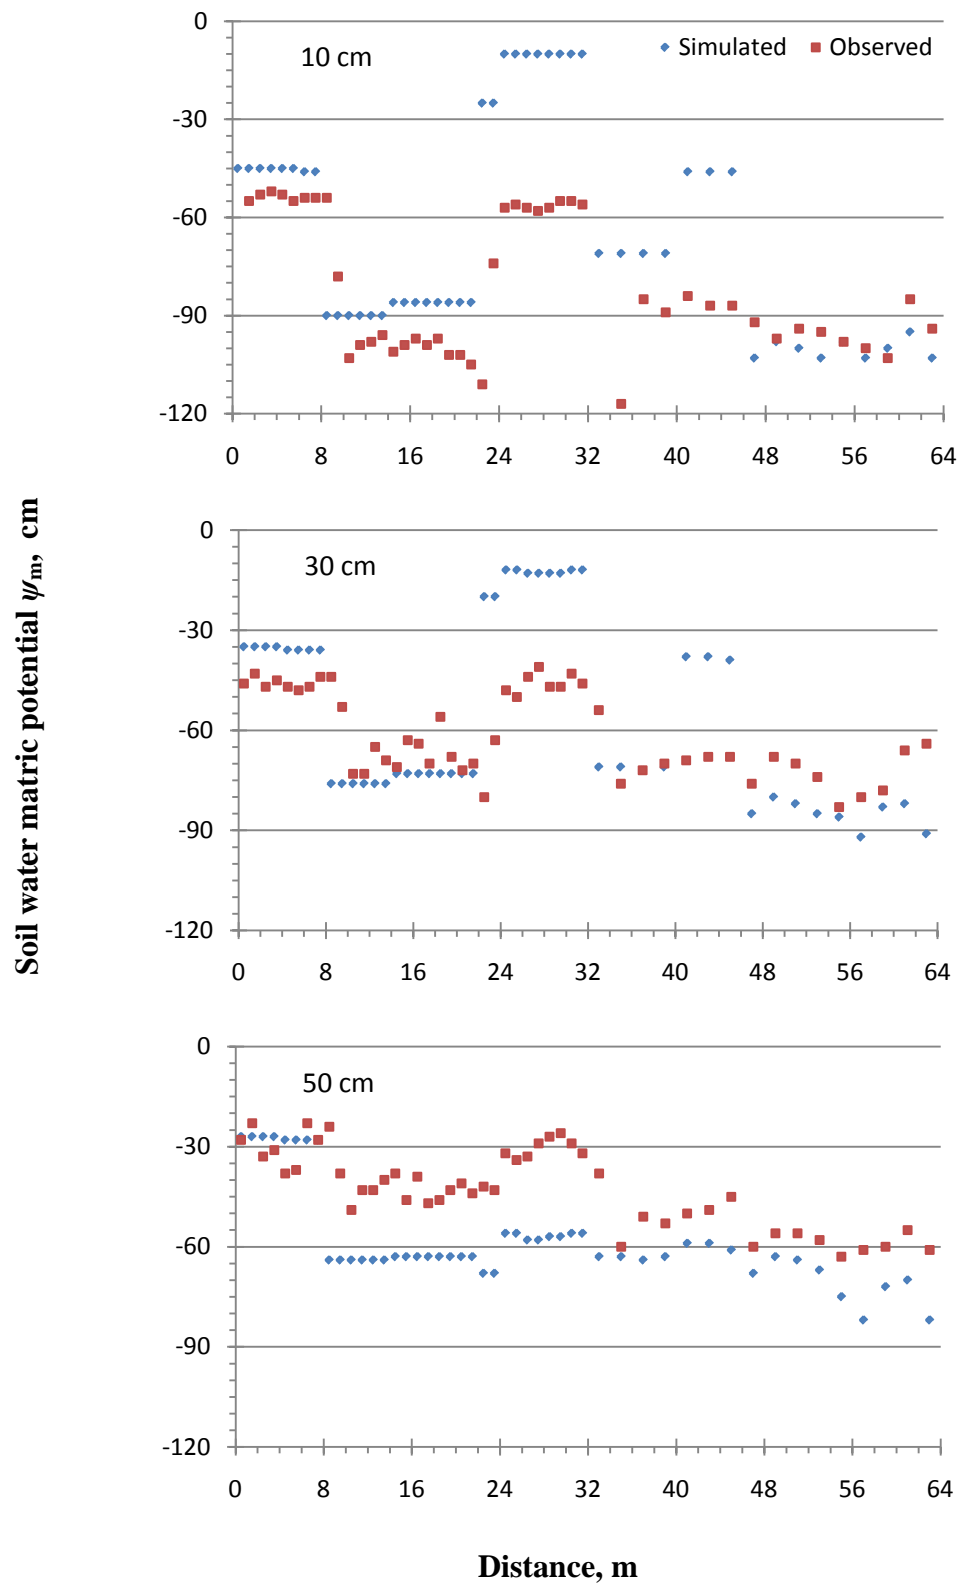 0
10 cm
Simulated
Observed
-30
-60
-90
-120
0 8 16 24 32 40 48 56 64
Soil water matric potential ψm, cm
0
30 cm
-30
-60
-90
-120
0 8 16 24 32 40 48 56 64
0
50 cm
-30
-60
-90
-120
0 8 16 24 32 40 48 56 64
Distance, m